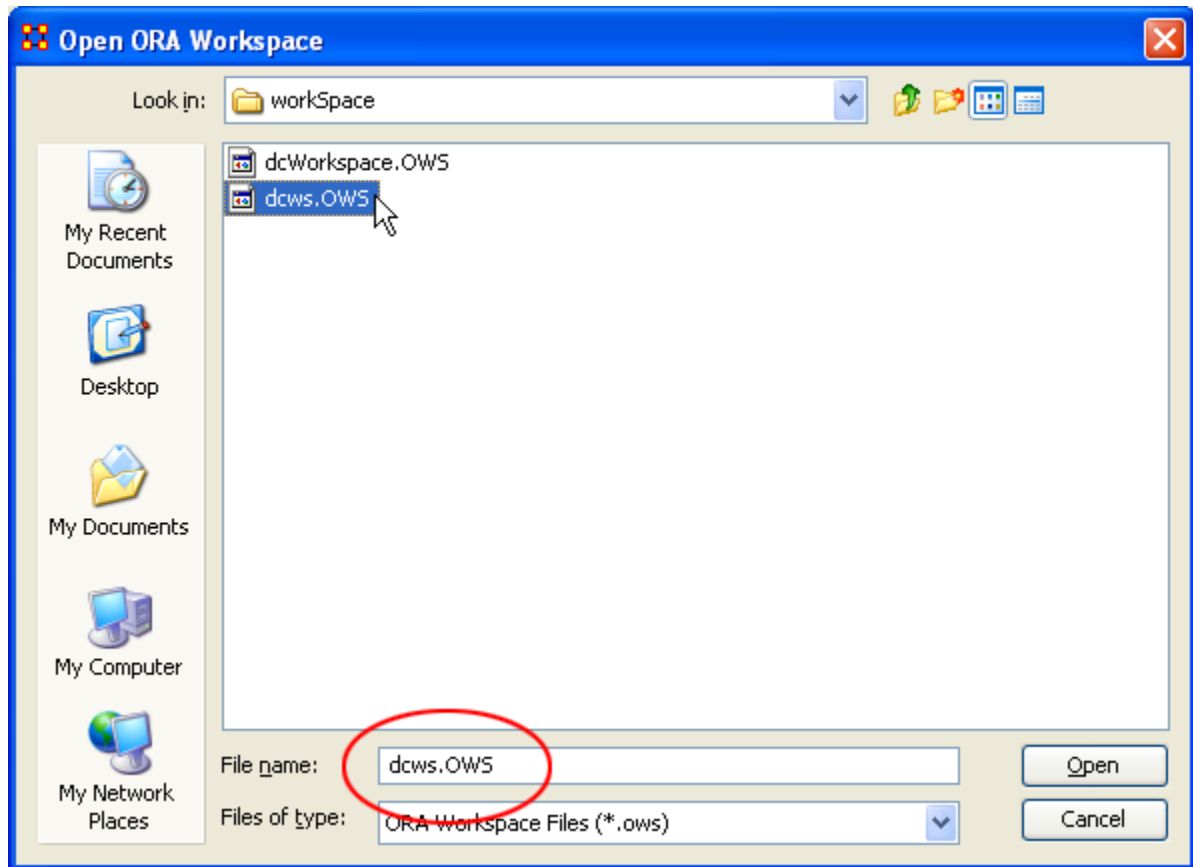 Open ORA Workspace
Look in:
workSpace
dcWorkspace.OWS
dcws.OWS
My Recent
Documents
Desktop
My Documents
My Computer
My Network
Places
File name:
dcws.OWS
Open
Files of type:
ORA Workspace Files (*.ows)
Cancel